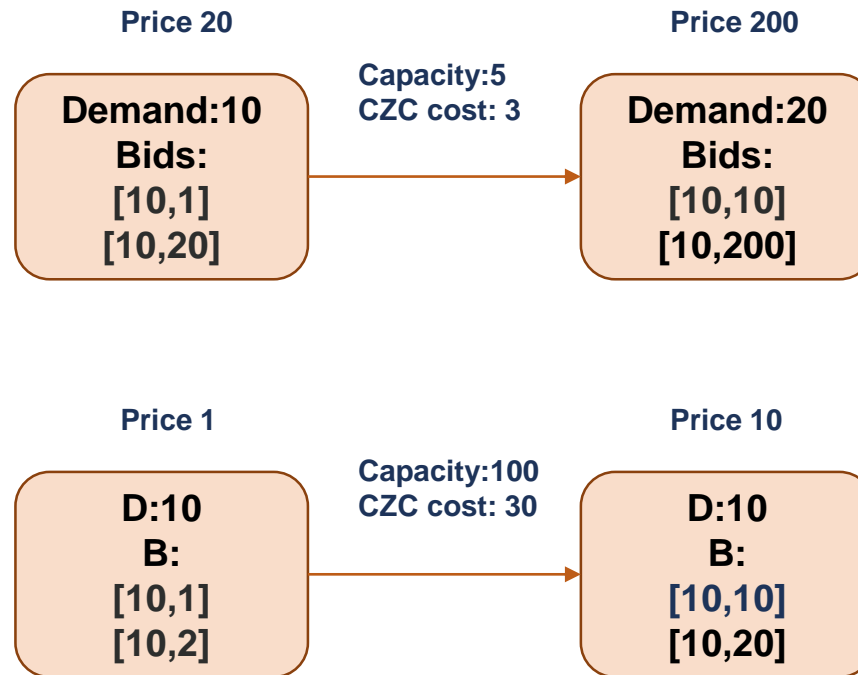 Price 20
Price 200
Capacity:5
CZC cost: 3
Demand:10
Bids:
[10,1]
[10,20]
Demand:20
Bids:
[10,10]
[10,200]
Price 1
Price 10
Capacity:100
CZC cost: 30
D:10
B:
[10,1]
[10,2]
D:10
B:
[10,10]
[10,20]